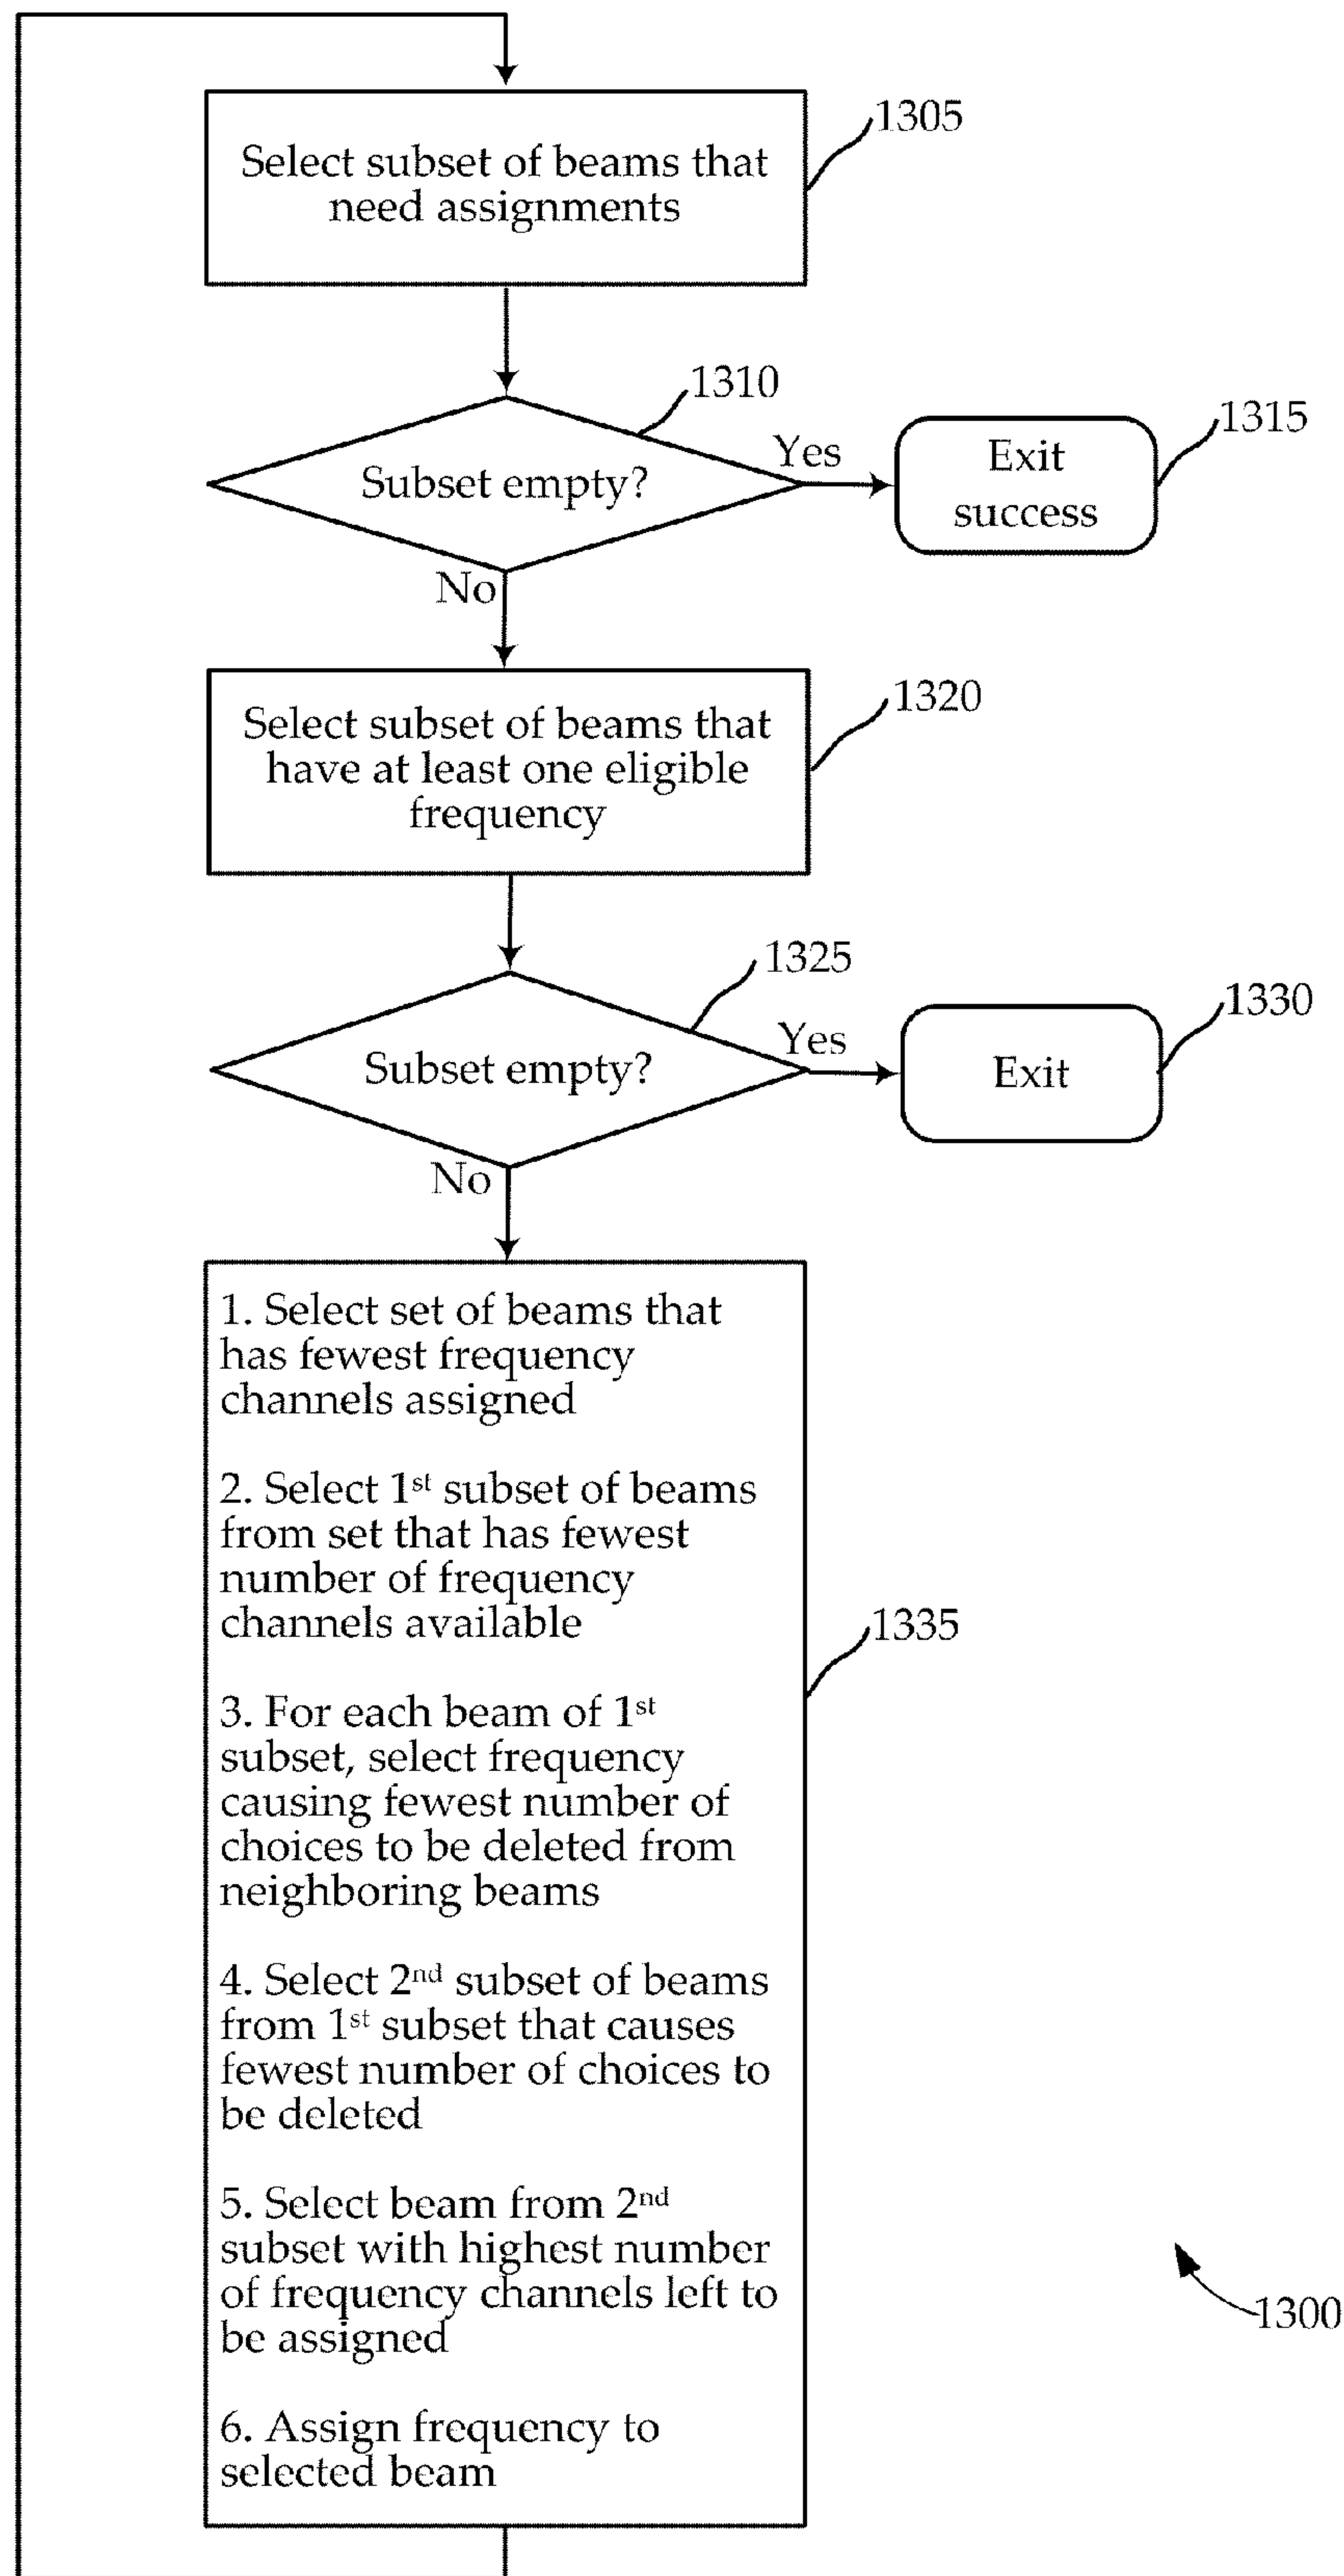 1305
Select subset of beams that
need assignments
1310
Yes
1315
Subset empty?
Exit
success
No
1320
Select subset of beams that
have at least one eligible
frequency
1325
Yes
1330
Subset empty?
Exit
No
1. Select set of beams that
has fewest frequency
channels assigned
2. Select 1st subset of beams
from set that has fewest
number of frequency
channels available
1335
3. For each beam of 1st
subset, select frequency
causing fewest number of
choices to be deleted from
neighboring beams
4. Select 2nd subset of beams
from 1st subset that causes
fewest number of choices to
be deleted
5. Select beam from 2nd
subset with highest number
of frequency channels left to
be assigned
1300
6. Assign frequency to
selected beam